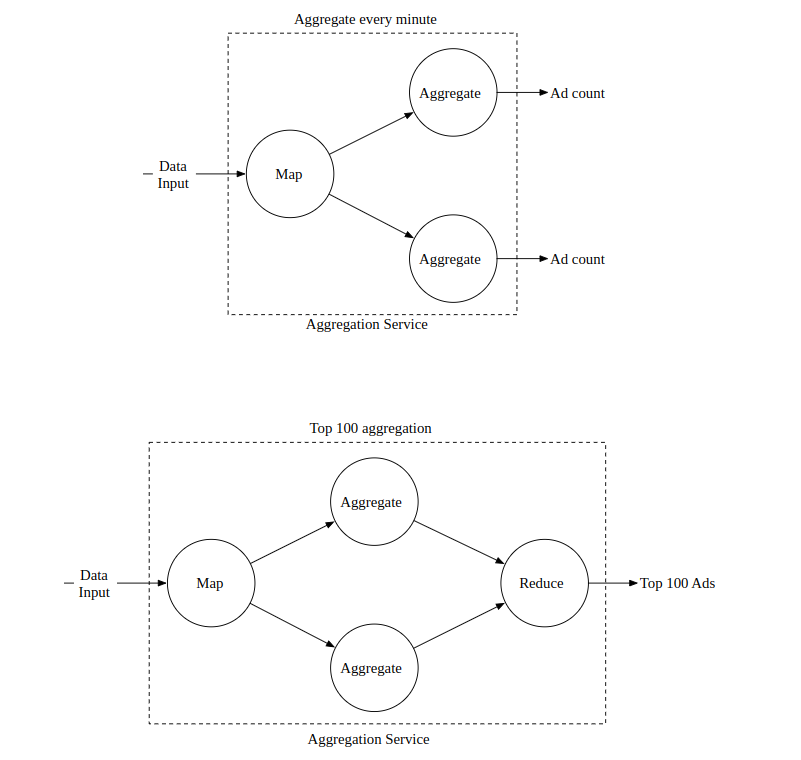 Aggregate every minute
Aggregate
Ad count
Data
Input
Map
Aggregate
Ad count
Aggregation Service
Top 100 aggregation
Aggregate
Data
Input
Map
Reduce
Top 100 Ads
Aggregate
Aggregation Service